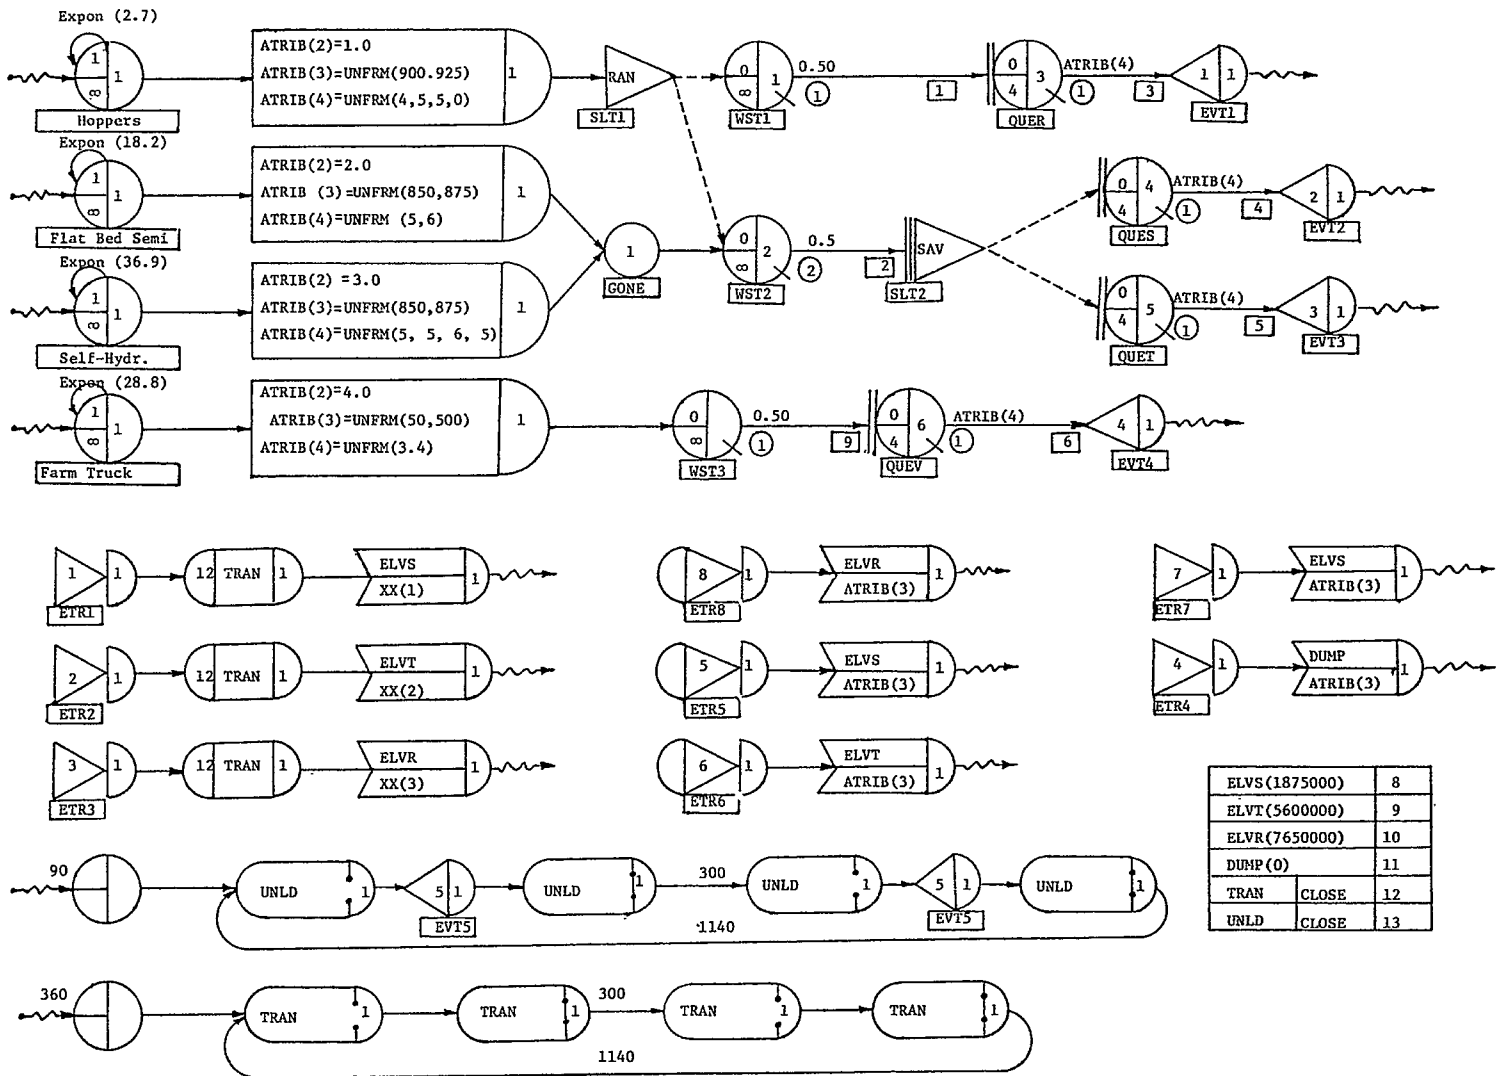 Expon (2.7)
1
1
∞
Hoppers
ATRIB(2)=1.0
ATRIB(3)=UNFRM(900.925)
ATRIB(4)=UNFRM(4,5,5,0)
1
RAN
SLT1
0
1
∞
WST1
0.50
1
1
0
3
4
QUER
ATRIB(4)
1
3
1
1
EVT1
Expon (18.2)
1
1
∞
Flat Bed Semi
ATRIB(2)=2.0
ATRIB (3)=UNFRM(850,875)
ATRIB(4)=UNFRM (5,6)
1
1
GONE
0
2
∞
WST2
0.5
2
2
SAV
SLT2
0
4
4
QUES
ATRIB(4)
1
4
2
1
EVT2
Expon (36.9)
1
1
∞
Self-Hydr.
ATRIB(2) =3.0
ATRIB(3)=UNFRM(850,875)
ATRIB(4)=UNFRM(5, 5, 6, 5)
1
0
5
4
QUET
ATRIB(4)
1
5
3
1
EVT3
Expon (28.8)
1
1
∞
Farm Truck
ATRIB(2)=4.0
ATRIB(3)=UNFRM(50,500)
ATRIB(4)=UNFRM(3.4)
1
0
∞
WST3
0.50
1
9
0
6
4
QUEV
ATRIB(4)
1
6
4
1
EVT4
1
1
ETR1
12
TRAN
1
ELVS
XX(1)
1
8
1
ETR8
ELVR
ATRIB(3)
1
7
1
ETR7
ELVS
ATRIB(3)
1
2
1
ETR2
12
TRAN
1
ELVT
XX(2)
1
5
1
ETR5
ELVS
ATRIB(3)
1
4
1
ETR4
DUMP
ATRIB(3)
1
3
1
ETR3
12
TRAN
1
ELVR
XX(3)
1
6
1
ETR6
ELVT
ATRIB(3)
1
ELVS(1875000) 8
ELVT(5600000) 9
ELVR(7650000) 10
DUMP(0) 11
TRAN CLOSE 12
UNLD CLOSE 13
90
UNLD
1
5
1
EVT5
UNLD
1
300
UNLD
1
5
1
EVT5
UNLD
1
1140
360
TRAN
1
TRAN
1
300
TRAN
1
TRAN
1
1140